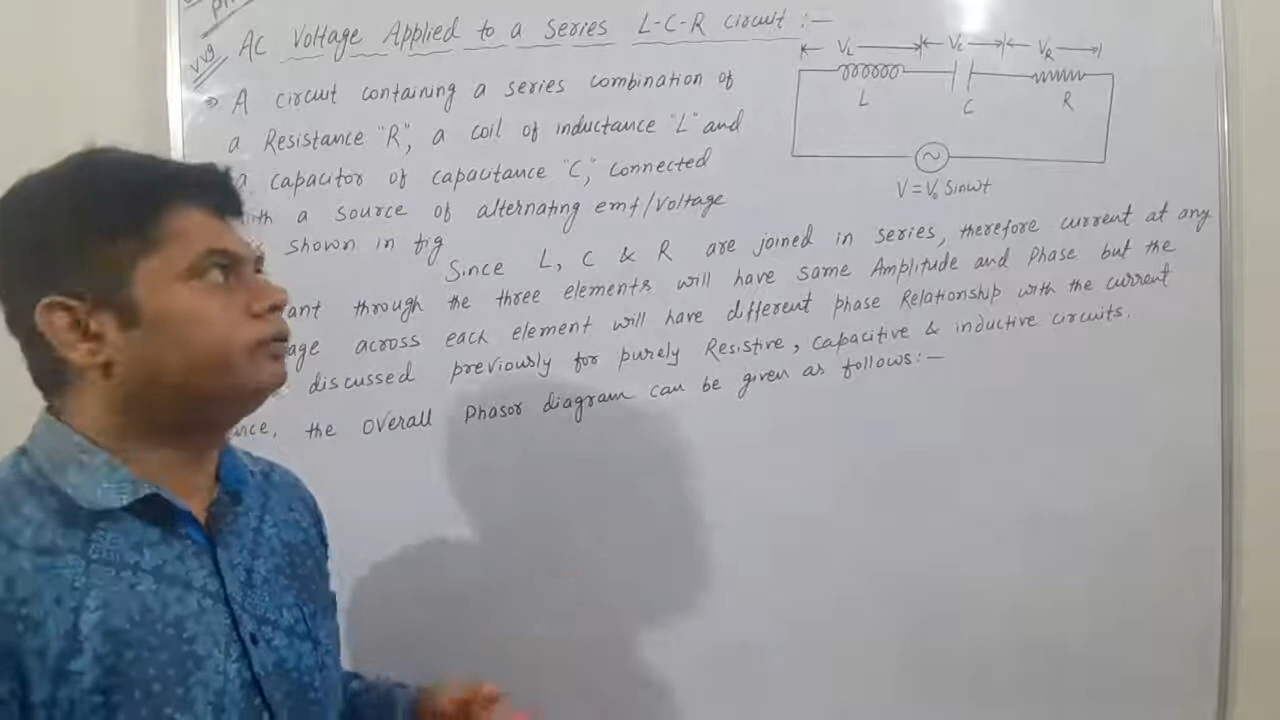 VVI
AC Voltage Applied to a Series L-C-R Circuit :—
⇒ A circuit containing a series combination of
a Resistance "R", a coil of inductance "L" and
a capacitor of capacitance "C", connected
with a source of alternating emf/voltage
shown in fig
Since L, C & R are joined in series, therefore current at any
ant through the three elements will have same Amplitude and Phase but the
age across each element will have different phase Relationship with the current
discussed previously for purely Resistive, Capacitive & inductive circuits.
nce, the overall Phasor diagram can be given as follows:—
VL VC VR
L C R
~
V = V₀ Sinωt